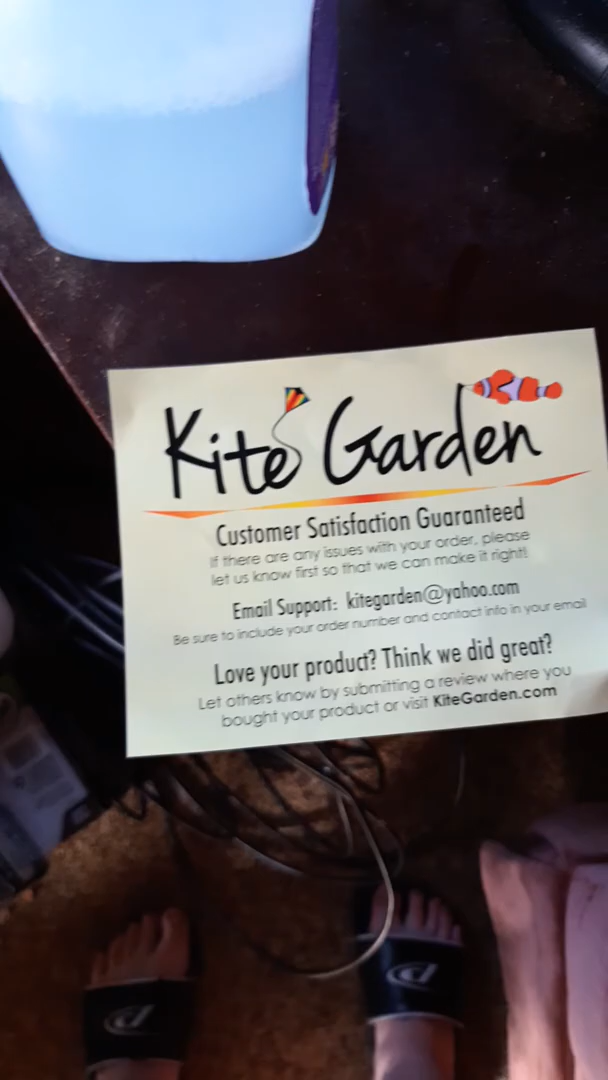 Kite Garden
Customer Satisfaction Guaranteed
If there are any issues with your order, please
let us know first so that we can make it right!
Email Support: kitegarden@yahoo.com
Be sure to include your order number and contact info in your email
Love your product? Think we did great?
Let others know by submitting a review where you
bought your product or visit KiteGarden.com